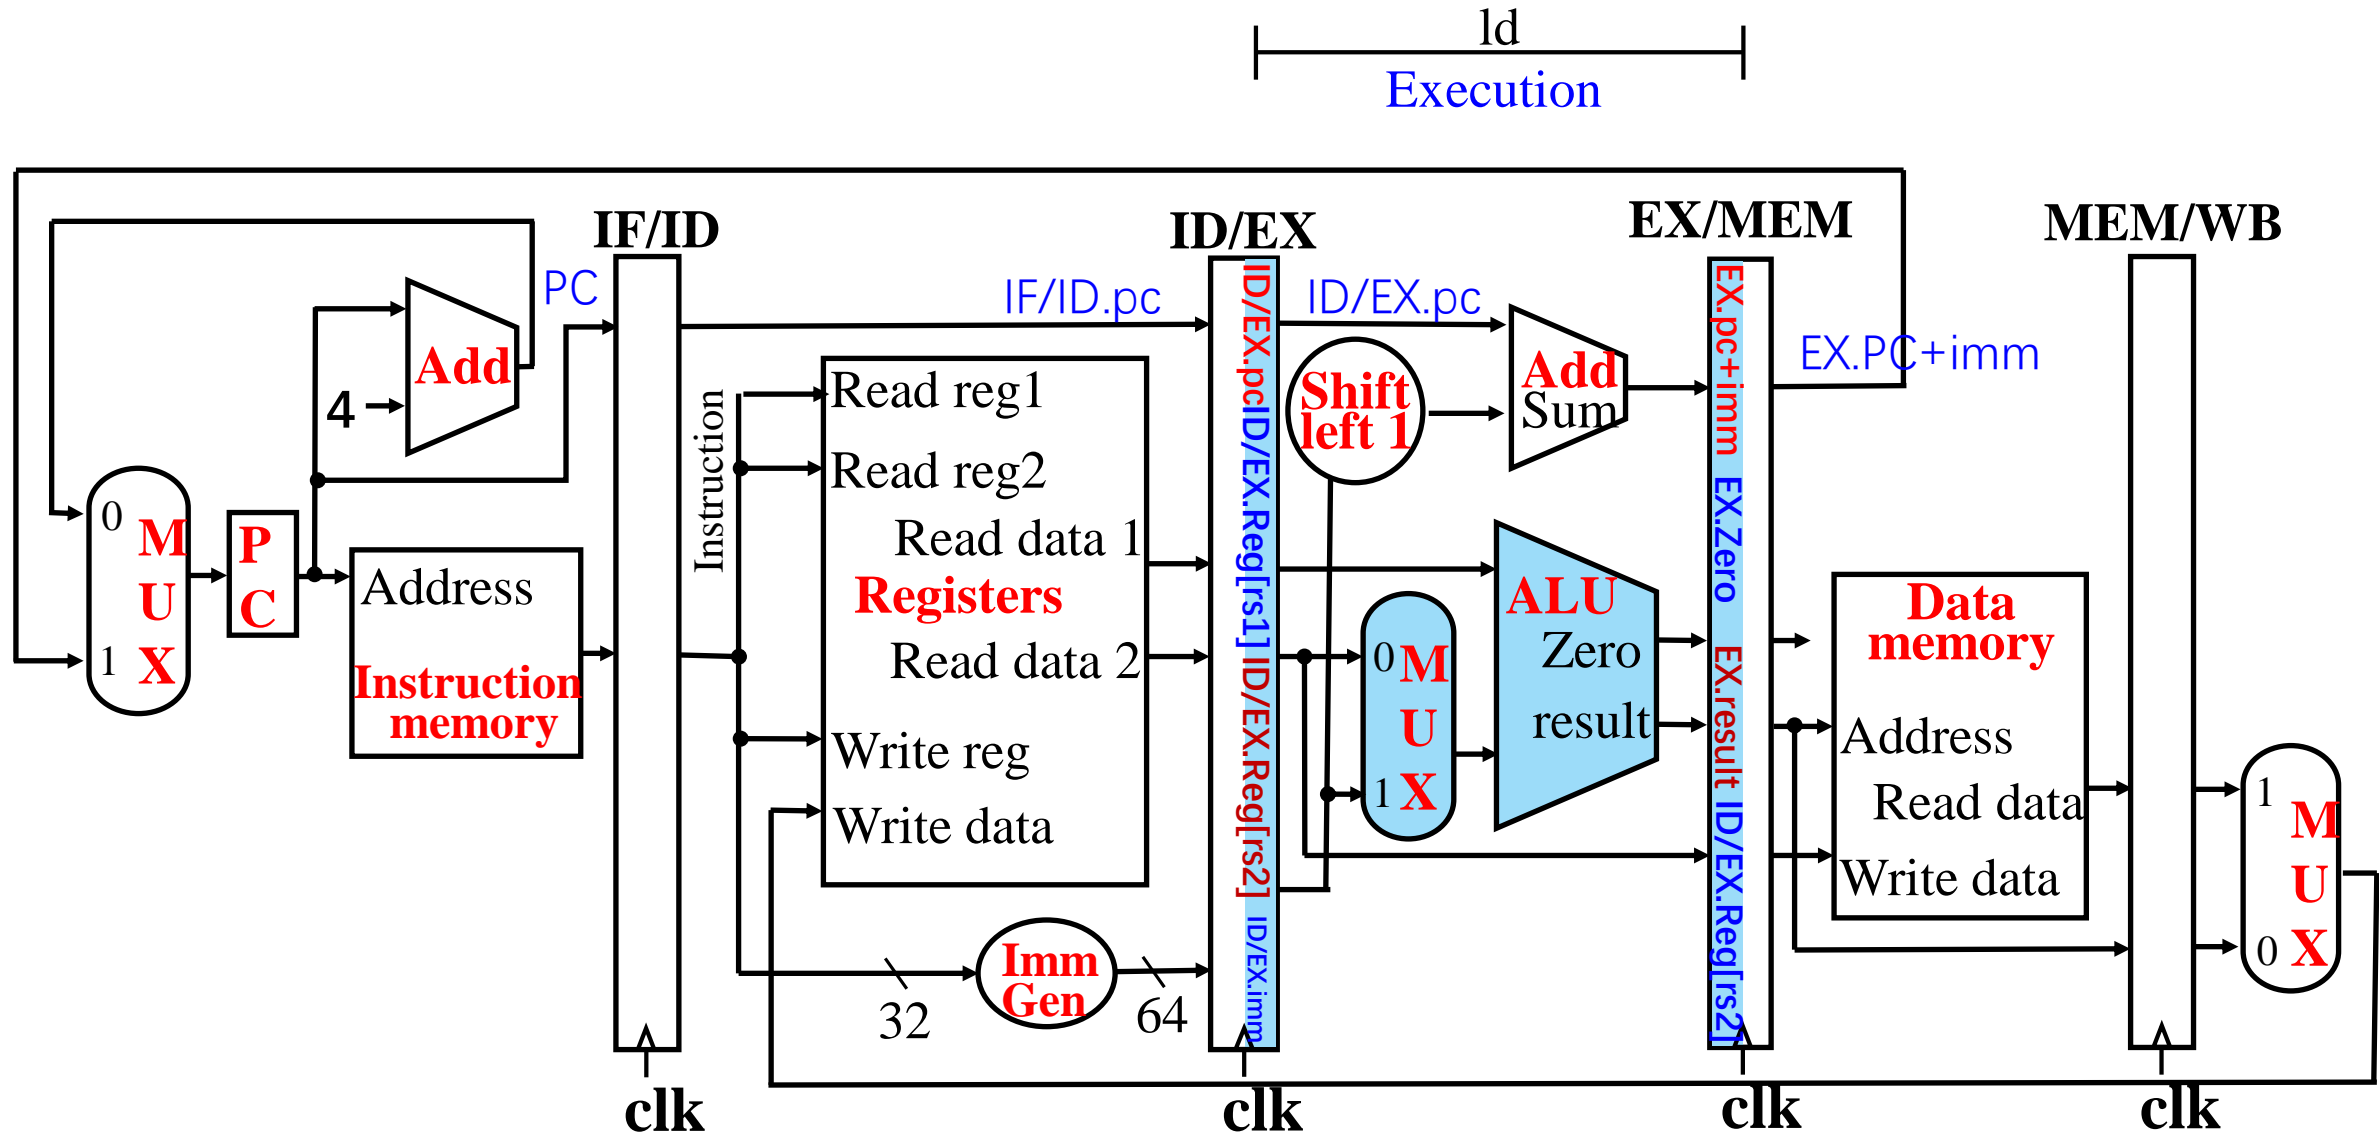 ld
Execution
IF/ID
ID/EX
EX/MEM
MEM/WB
PC
IF/ID.pc
ID/EX.pc
EX.PC+imm
Add
4
0
M
U
X
1
P
C
Address
Instruction
memory
Instruction
Read reg1
Read reg2
Read data 1
Registers
Read data 2
Write reg
Write data
Imm
Gen
32
64
ID/EX.pc
ID/EX.Reg[rs1]
ID/EX.Reg[rs2]
ID/EX.imm
Shift
left 1
Add
Sum
0
M
U
1
X
ALU
Zero
result
EX.pc+imm
EX.Zero
EX.result
ID/EX.Reg[rs2]
Data
memory
Address
Read data
Write data
1
M
U
0
X
clk
clk
clk
clk